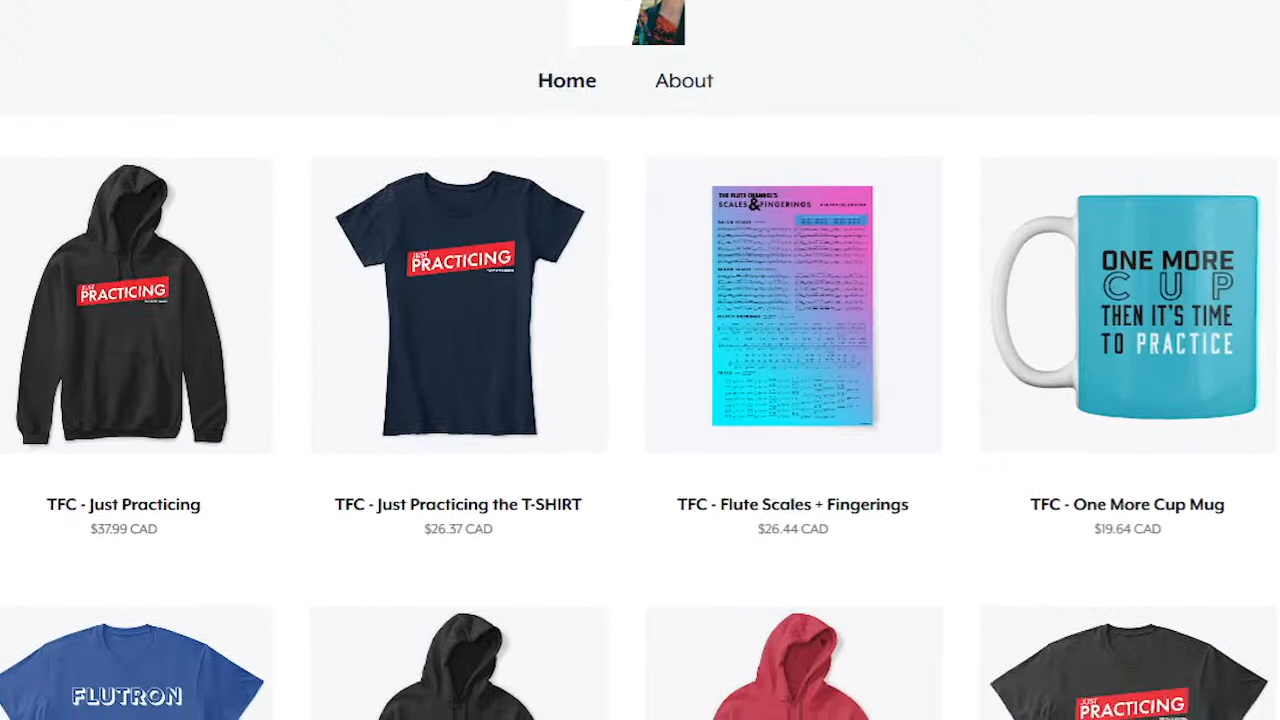 Home About
JUST
PRACTICING
JUST
PRACTICING
THE FLUTE CHANNEL'S
SCALES & FINGERINGS
ONE MORE
CUP
THEN IT'S TIME
TO PRACTICE
TFC - Just Practicing
$37.99 CAD
TFC - Just Practicing the T-SHIRT
$26.37 CAD
TFC - Flute Scales + Fingerings
$26.44 CAD
TFC - One More Cup Mug
$19.64 CAD
FLUTRON
JUST
PRACTICING